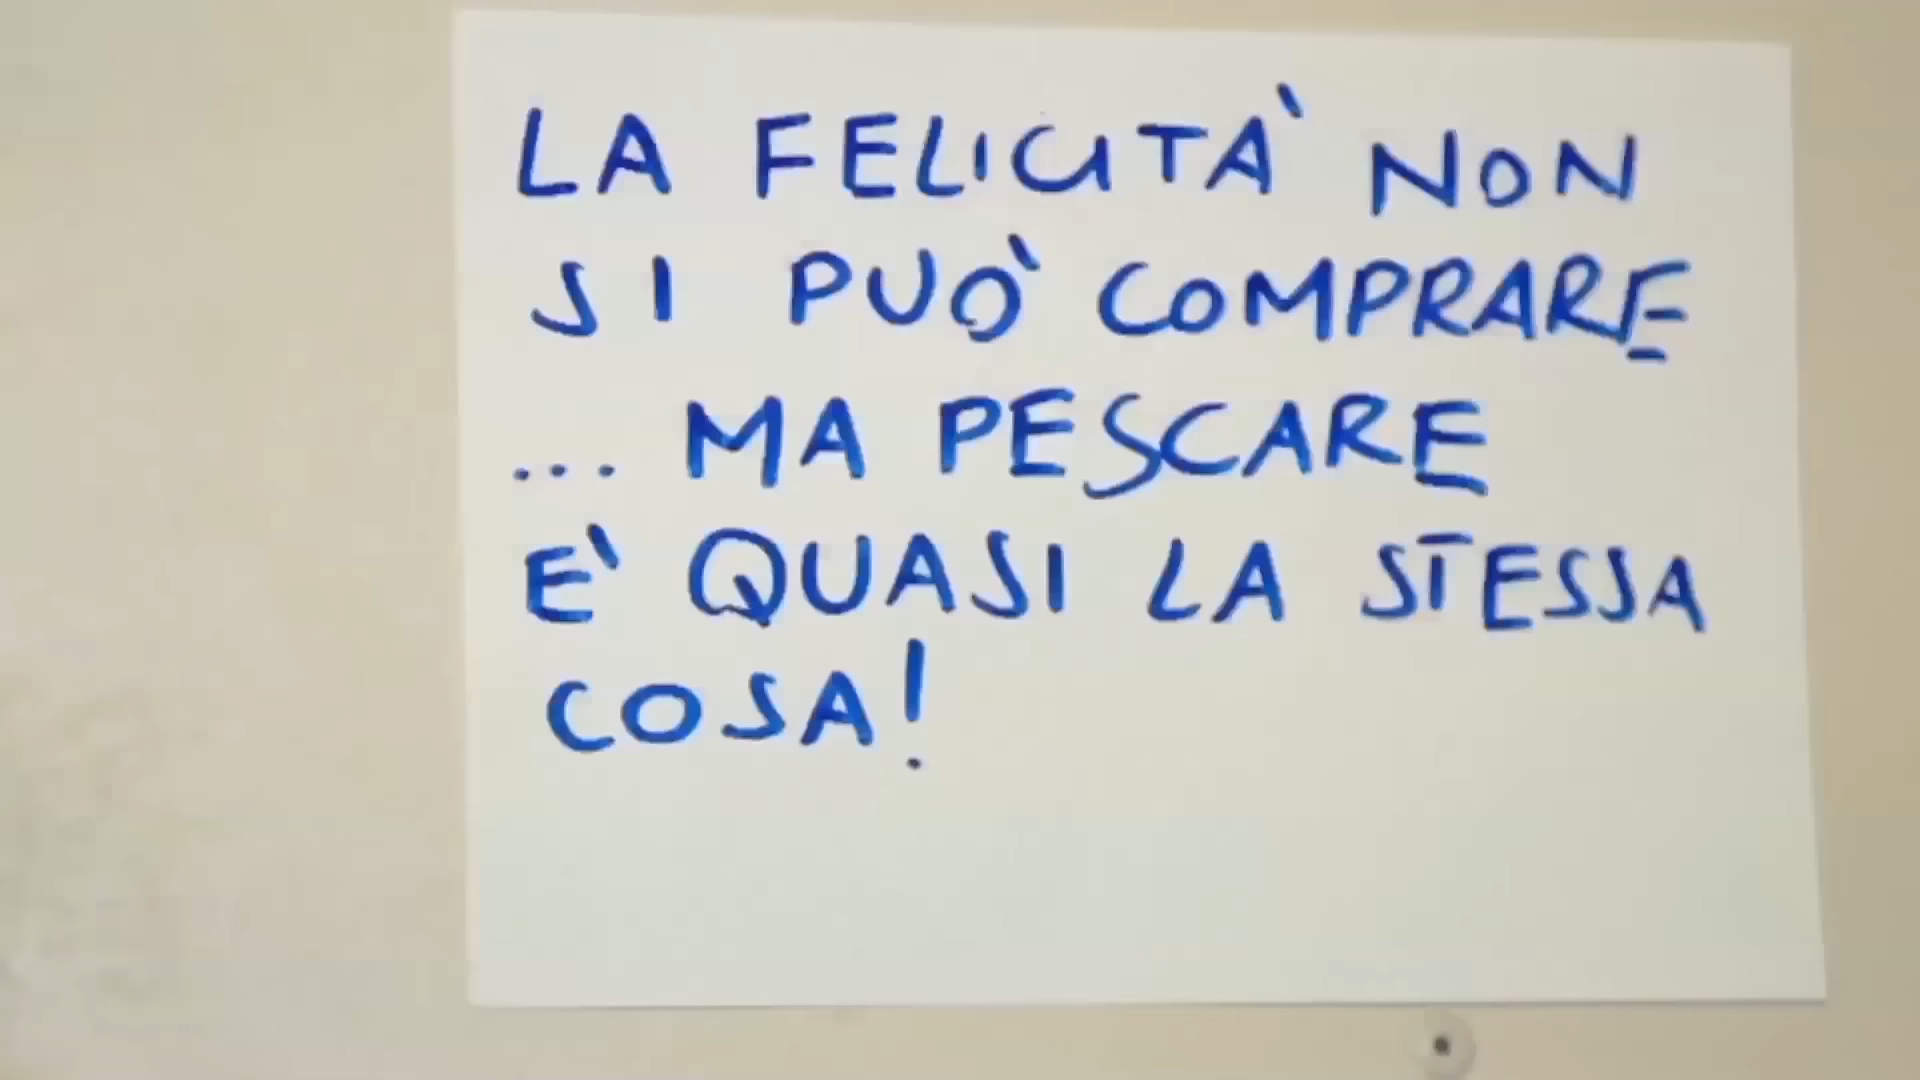 LA FELICITÀ NON
SI PUÒ COMPRARE
... MA PESCARE
E' QUASI LA STESSA
COSA!